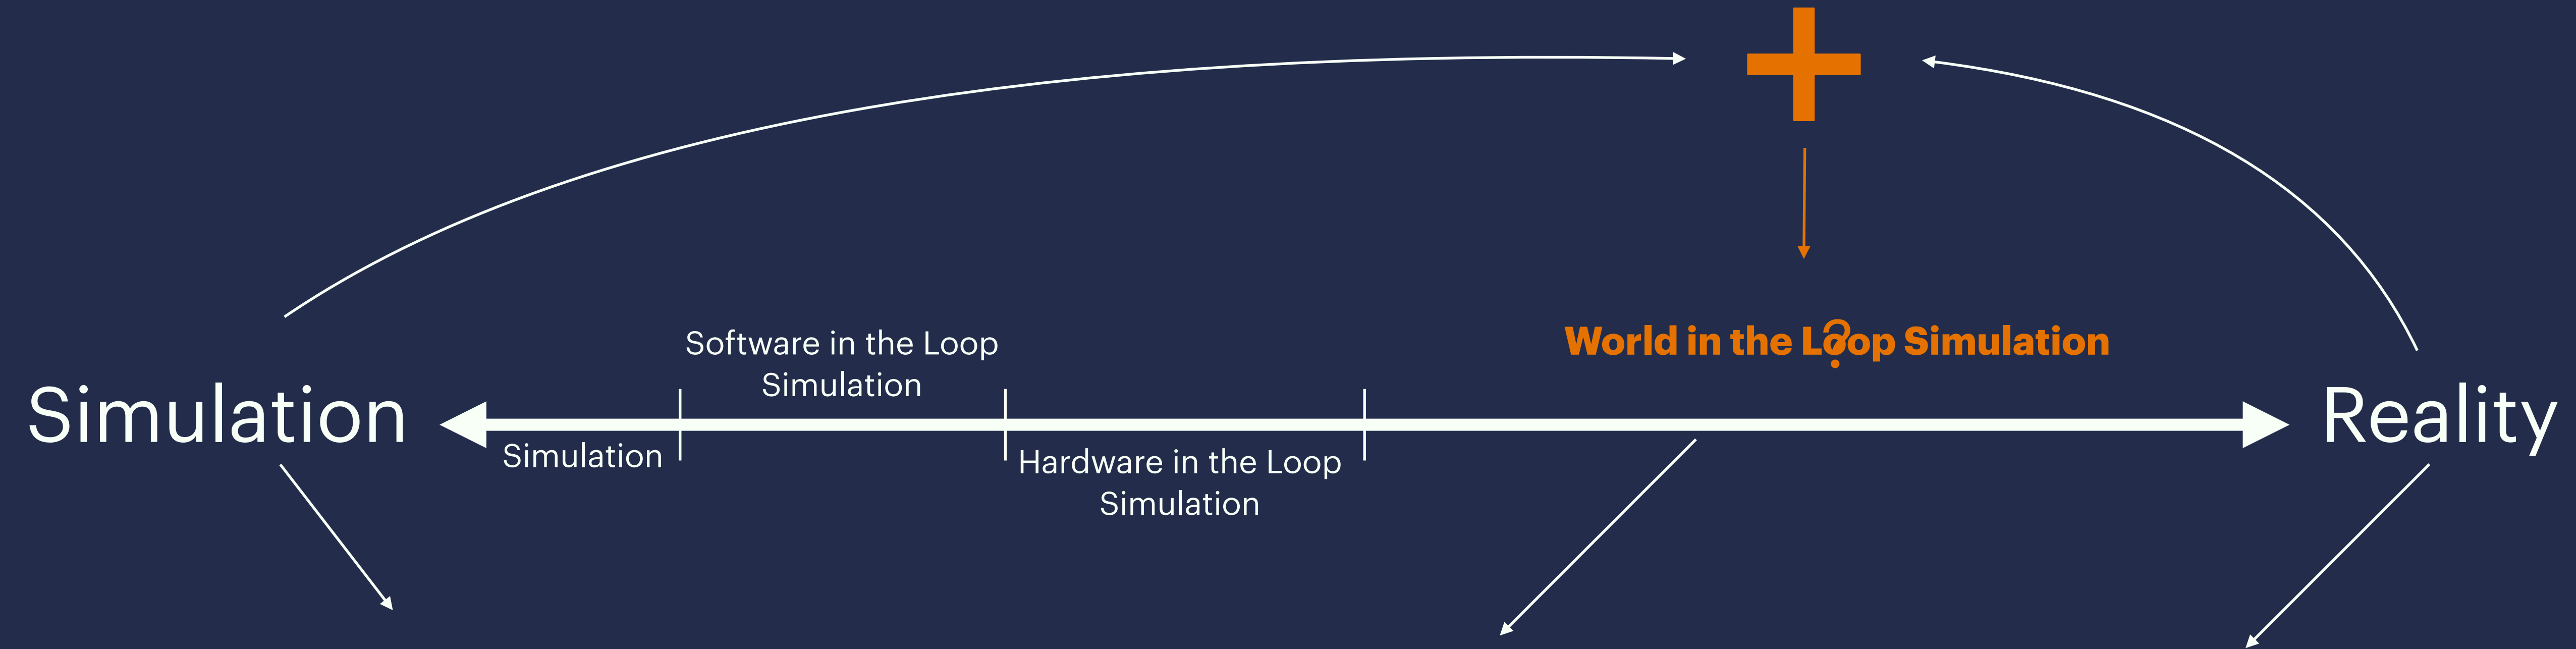 Software in the Loop
Simulation
World in the Loop Simulation
?
Simulation
Reality
Simulation
Hardware in the Loop
Simulation